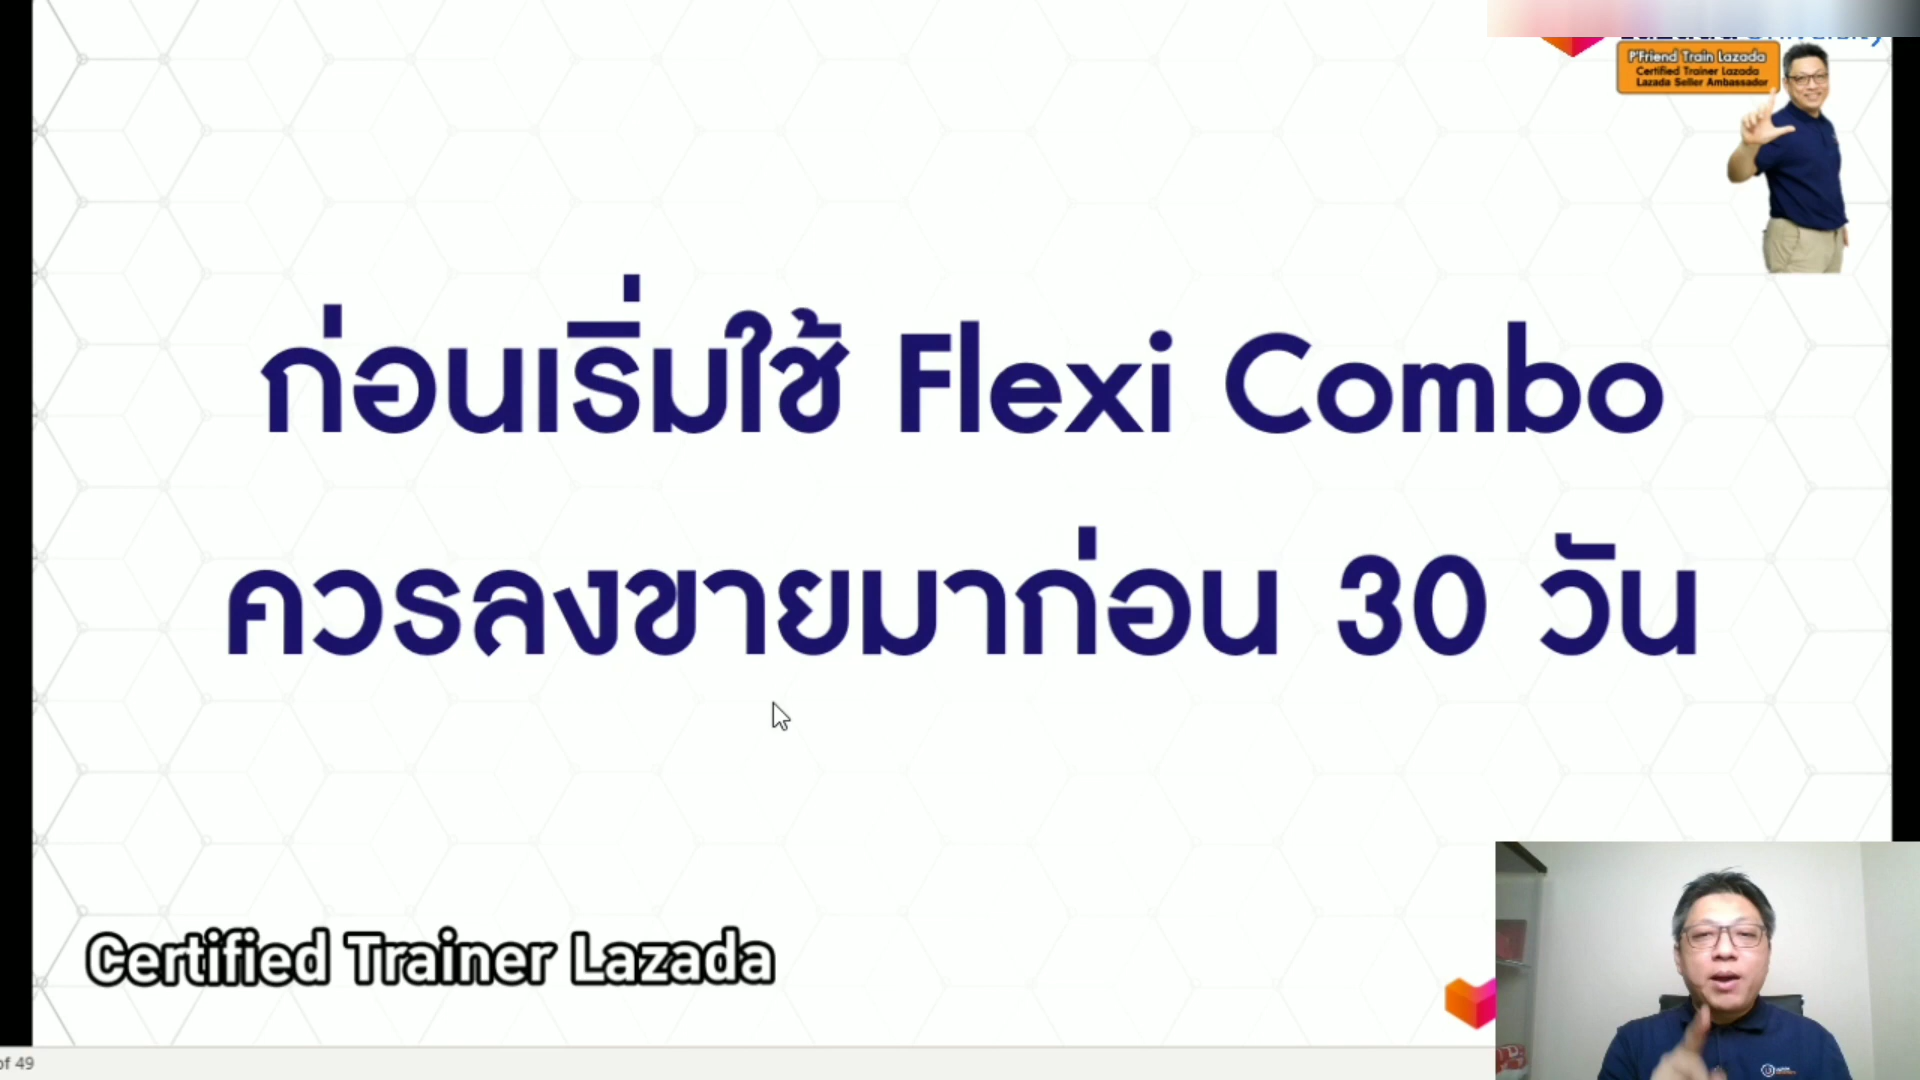 P'Friend Train Lazada
Certified Trainer Lazada
Lazada Seller Ambassador
ก่อนเริ่มใช้ Flexi Combo
ควรลงขายมาก่อน 30 วัน
Certified Trainer Lazada
of 49